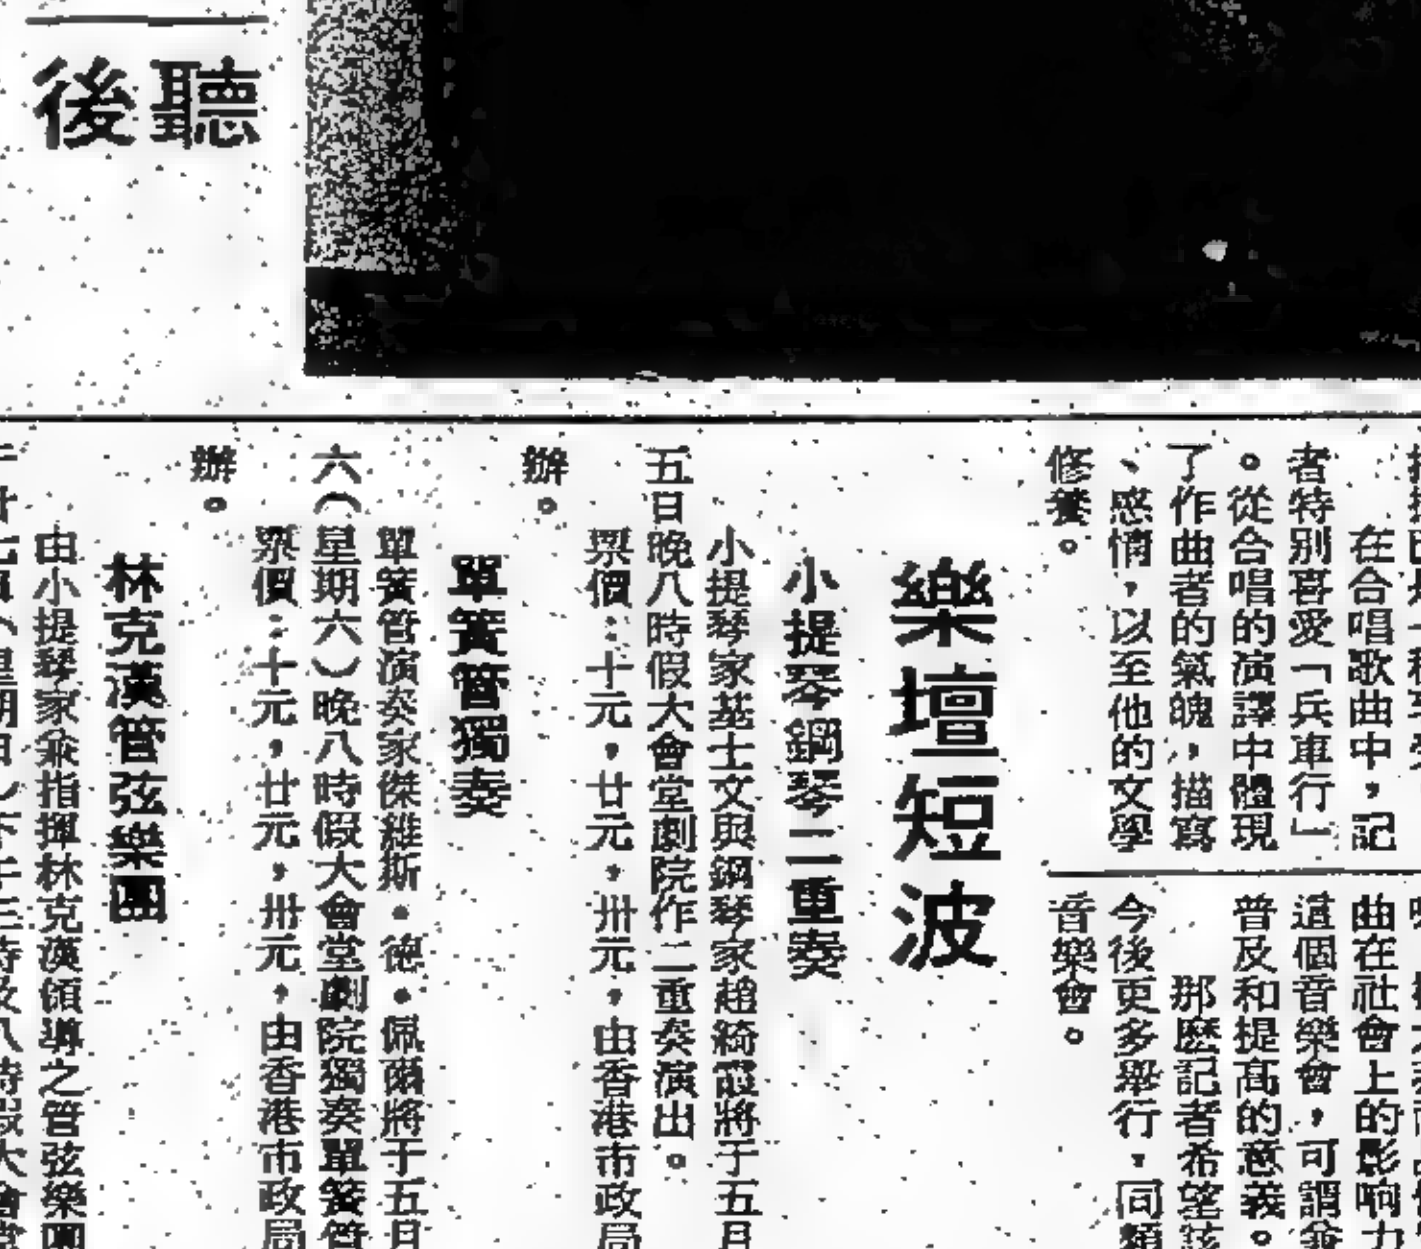 聽後
在合唱歌曲中，記
者特別喜愛「兵車行」
。從合唱的演譯中體現
了作曲者的氣魄，描寫
、感情，以至他的文學
修養。
曲在社會上的影响力
這個音樂會，可謂兼
普及和提高的意義。
那麽記者希望該
今後更多舉行，同類
音樂會。
樂壇短波
小提琴鋼琴二重奏
小提琴家基士文與鋼琴家趙綺霞將于五月
五日晚八時假大會堂劇院作二重奏演出。
票價：十元，廿元，卅元，由香港市政局
辦。
單簧管獨奏
單簧管演奏家傑維斯・德・佩爾將于五月
六（星期六）晚八時假大會堂劇院獨奏單簧管
票價：十元，廿元，卅元，由香港市政局
辦。
林克漢管弦樂團
由小提琴家兼指揮林克漢領導之管弦樂團